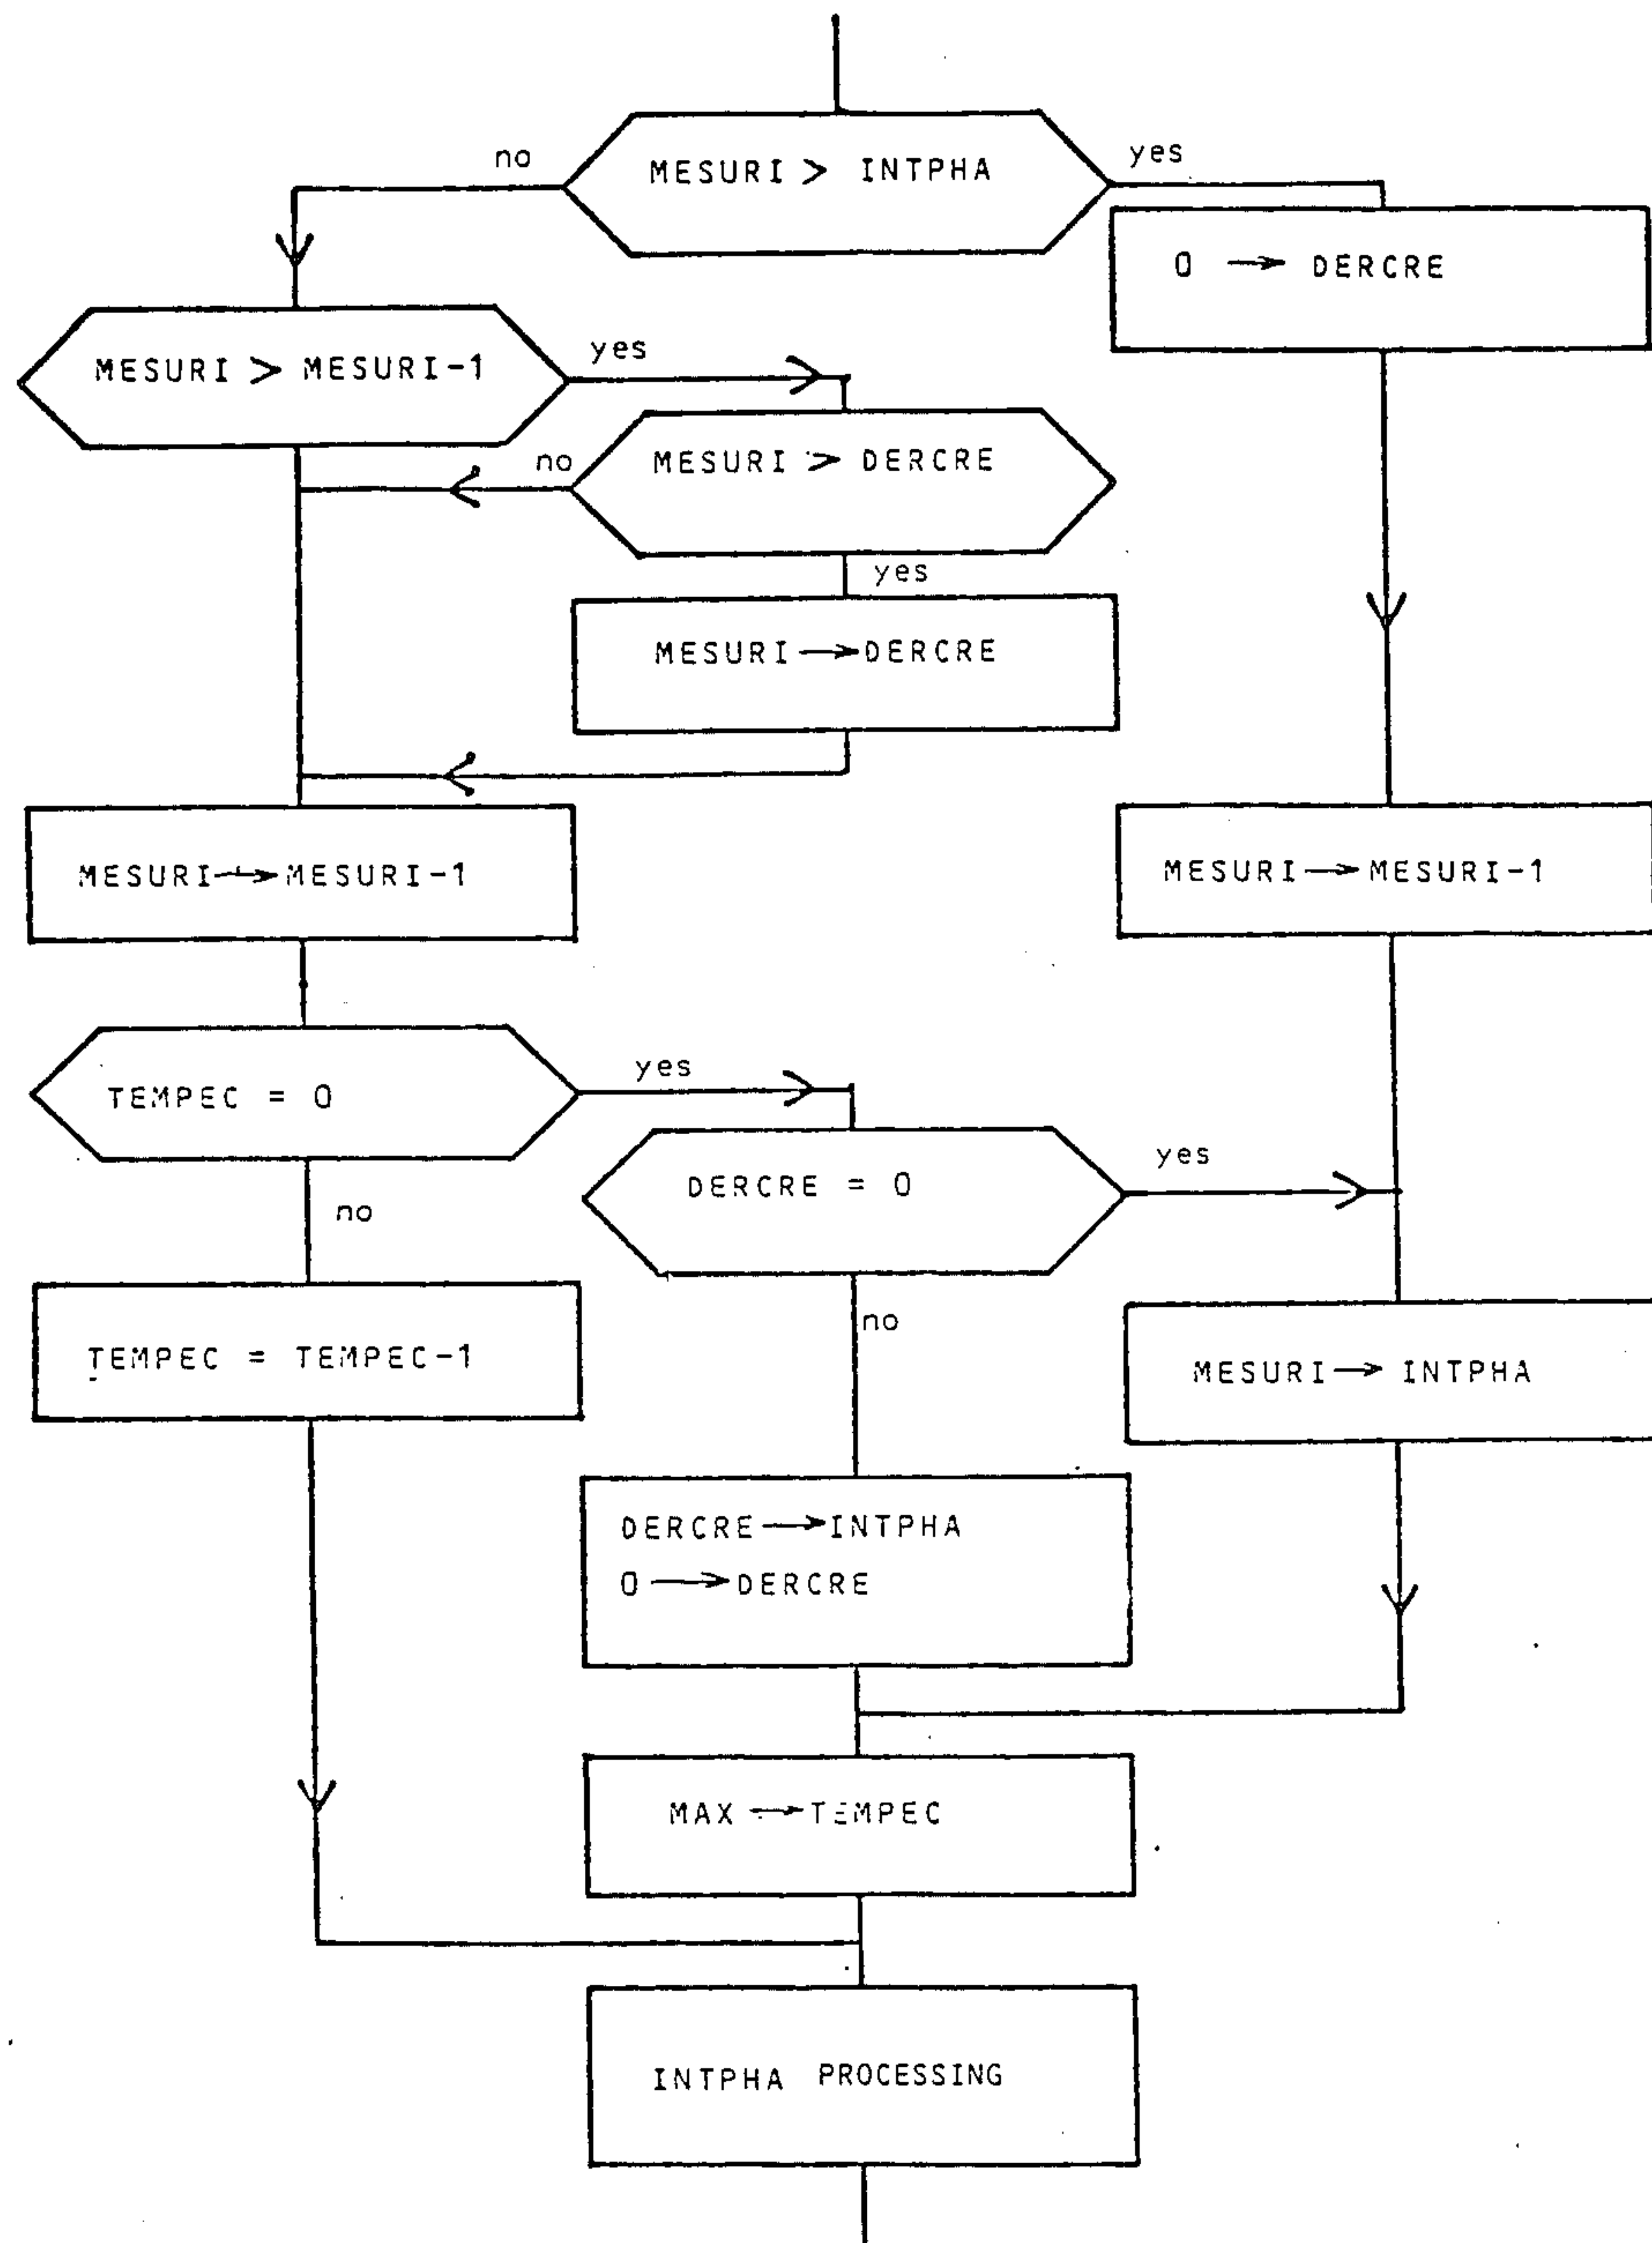 no
MESURI > INTPHA
yes
0 → DERCRE
MESURI > MESURI-1
yes
no
MESURI > DERCRE
yes
MESURI → DERCRE
MESURI → MESURI-1
MESURI → MESURI-1
TEMPEC = 0
yes
DERCRE = 0
yes
no
no
TEMPEC = TEMPEC-1
MESURI → INTPHA
DERCRE → INTPHA
0 → DERCRE
MAX → TEMPEC
INTPHA PROCESSING